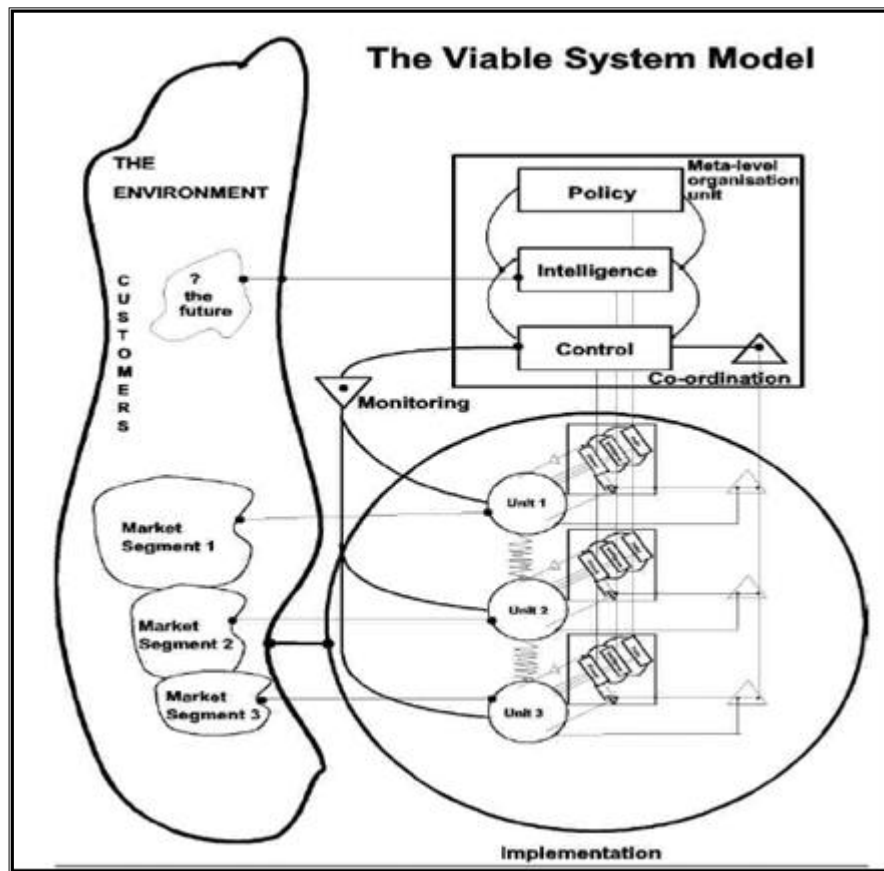 The Viable System Model
THE
ENVIRONMENT
CUSTOMERS
?
the
future
Market
Segment 1
Market
Segment 2
Market
Segment 3
Meta-level
organisation
unit
Policy
Intelligence
Control
Co-ordination
Monitoring
Unit 1
Unit 2
Unit 3
Implementation